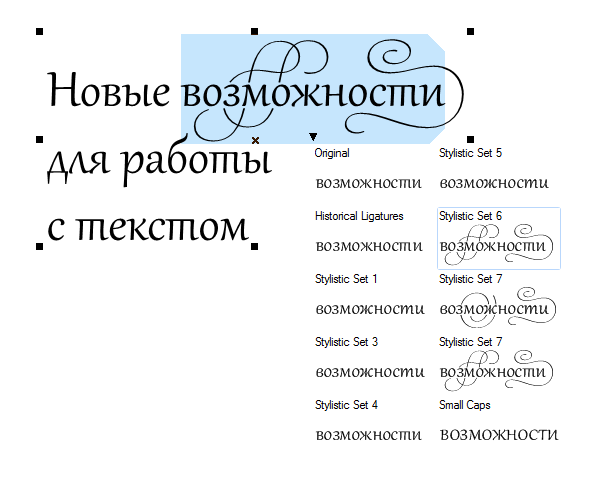 Новые возможности
для работы
с текстом
Original
возможности
Historical Ligatures
возможности
Stylistic Set 1
возможности
Stylistic Set 3
возможности
Stylistic Set 4
возможности
Stylistic Set 5
возможности
Stylistic Set 6
возможности
Stylistic Set 7
возможности
Stylistic Set 7
возможности
Small Caps
возможности